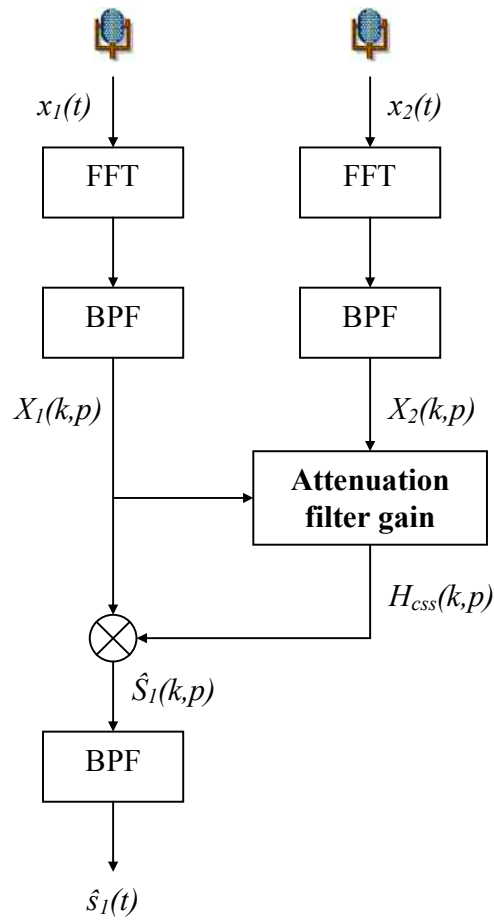 x1(t) x2(t)
FFT FFT
BPF BPF
X1(k,p) X2(k,p)
Attenuation
filter gain
Hcss(k,p)
Ŝ1(k,p)
BPF
ŝ1(t)